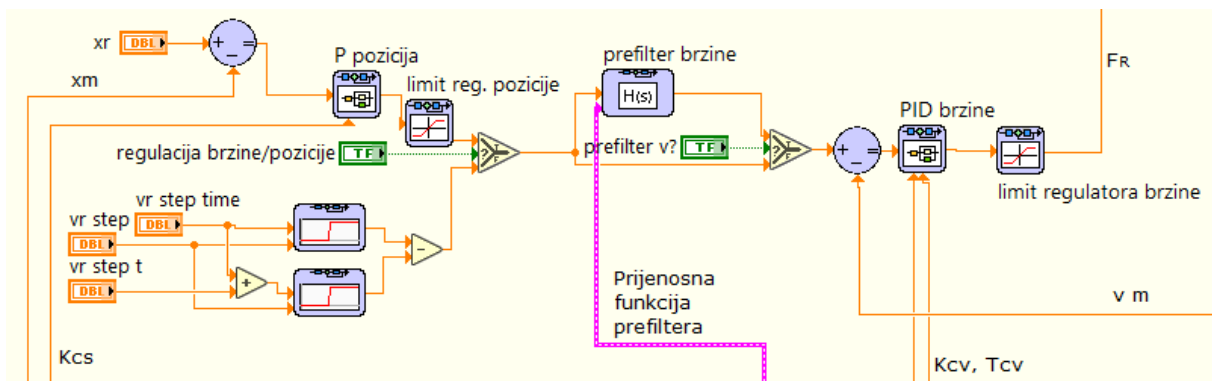 xr
DBL
xm
P pozicija
limit reg. pozicije
prefilter brzine
H(s)
FR
PID brzine
regulacija brzine/pozicije
TF
? T F
prefilter v?
TF
? T F
limit regulatora brzine
vr step time
DBL
vr step
DBL
vr step t
DBL
Prijenosna
funkcija
prefiltera
v m
Kcs
Kcv, Tcv